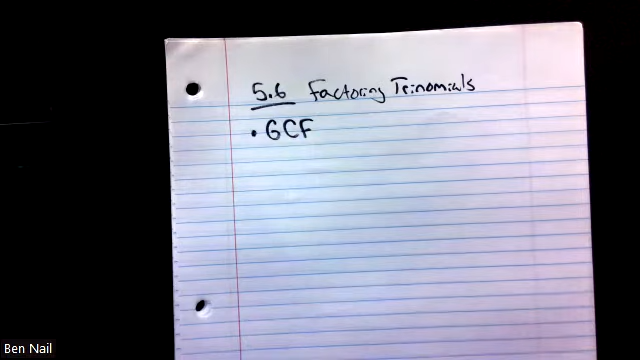 5.6 Factoring Trinomials
• GCF
Ben Nail